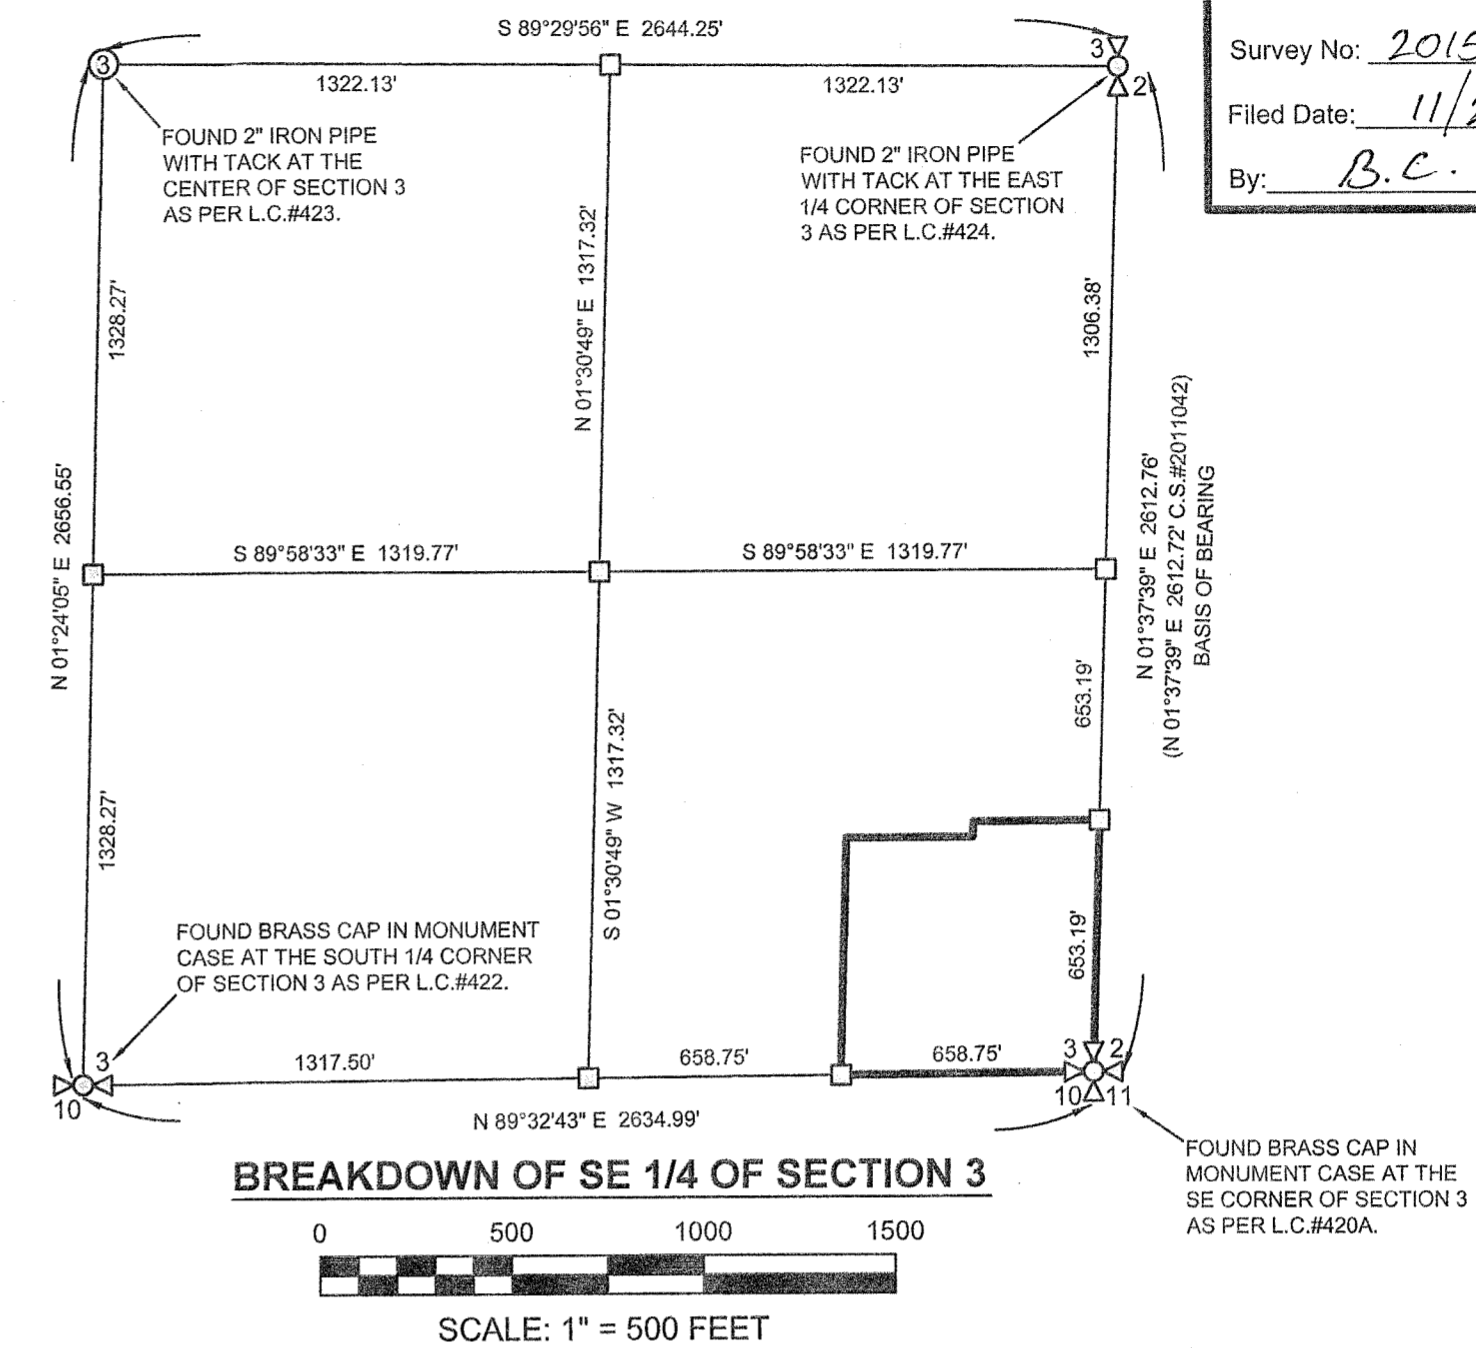 S 89°29'56" E 2644.25'
1322.13'
1322.13'
3
3
2
FOUND 2" IRON PIPE
WITH TACK AT THE
CENTER OF SECTION 3
AS PER L.C.#423.
FOUND 2" IRON PIPE
WITH TACK AT THE EAST
1/4 CORNER OF SECTION
3 AS PER L.C.#424.
Survey No: 2015
Filed Date: 11/2
By: B.C.
1328.27'
N 01°30'49" E 1317.32'
1306.38'
N 01°24'05" E 2656.55'
S 89°58'33" E 1319.77'
S 89°58'33" E 1319.77'
N 01°37'39" E 2612.76'
(N 01°37'39" E 2612.72' C.S.#2011042)
BASIS OF BEARING
653.19'
1328.27'
S 01°30'49" W 1317.32'
653.19'
FOUND BRASS CAP IN MONUMENT
CASE AT THE SOUTH 1/4 CORNER
OF SECTION 3 AS PER L.C.#422.
3
10
1317.50'
658.75'
658.75'
3 2
10 11
N 89°32'43" E 2634.99'
FOUND BRASS CAP IN
MONUMENT CASE AT THE
SE CORNER OF SECTION 3
AS PER L.C.#420A.
BREAKDOWN OF SE 1/4 OF SECTION 3
0 500 1000 1500
SCALE: 1" = 500 FEET